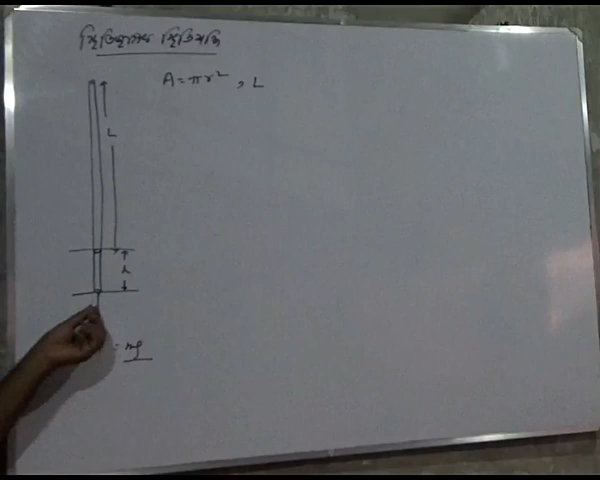 স্থিতিস্থাপক স্থিতিশক্তি
A = πr² , L
L
= mg